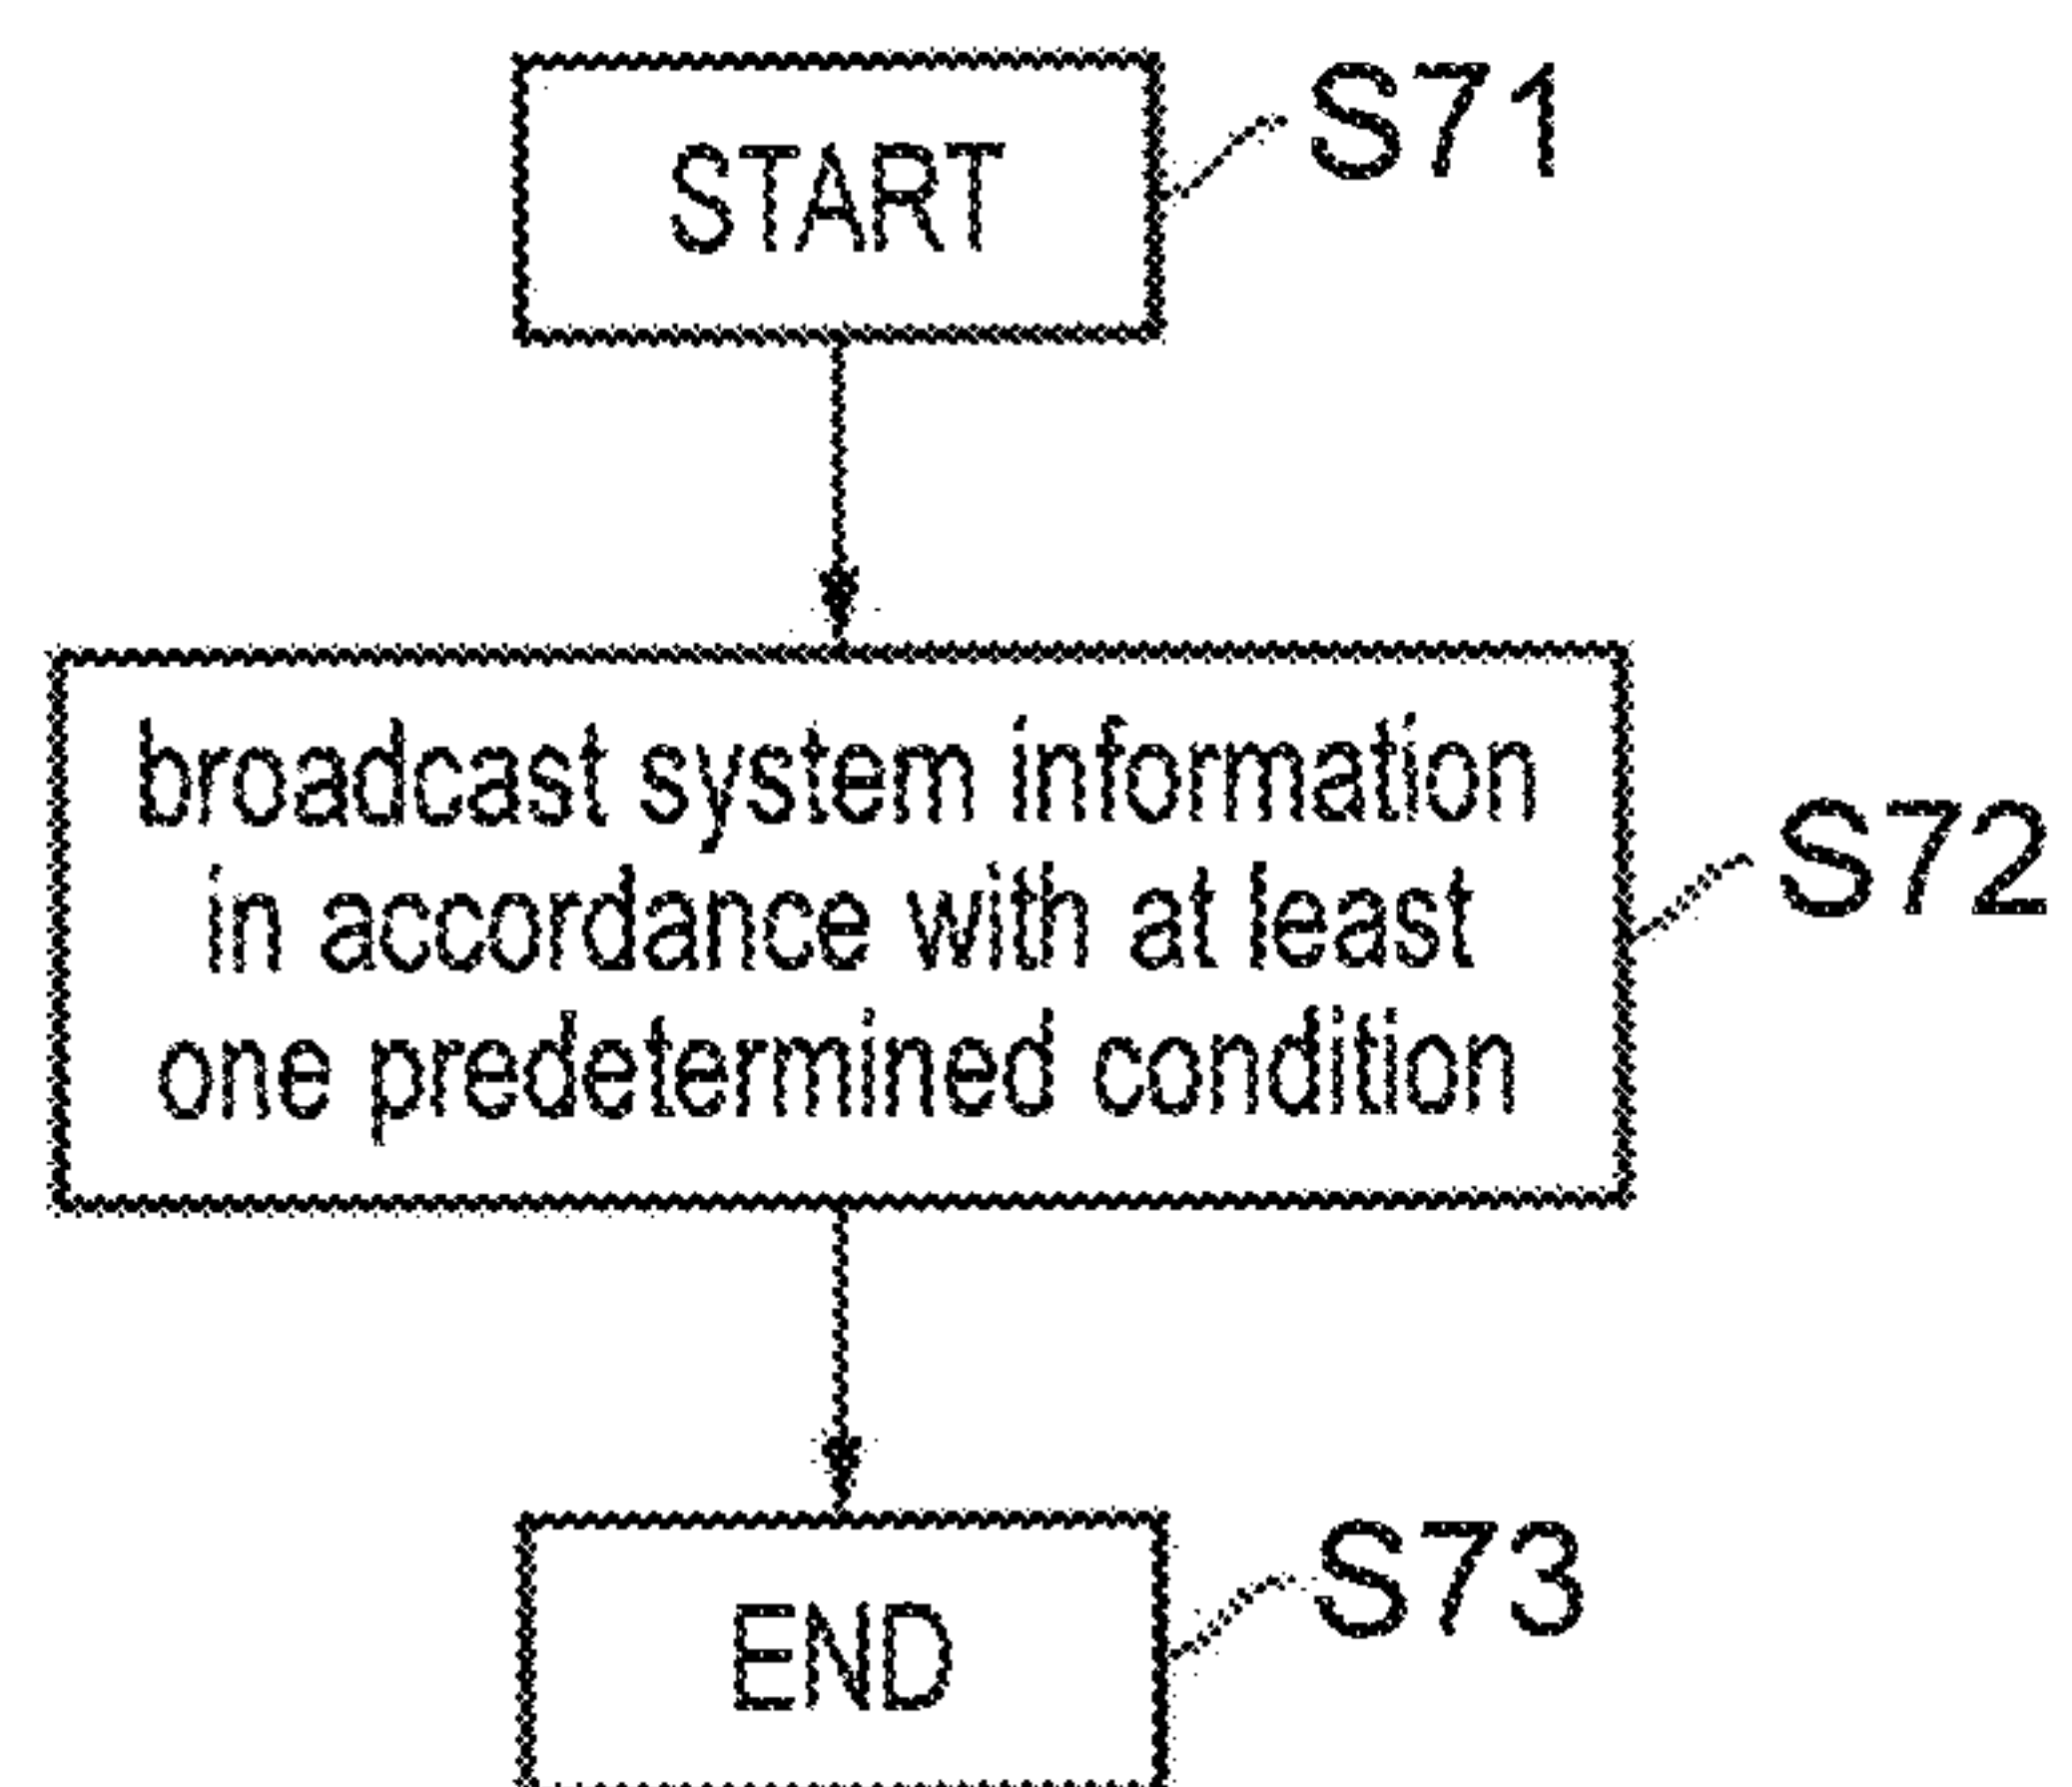 START
S71
broadcast system information
in accordance with at least
one predetermined condition
S72
END
S73